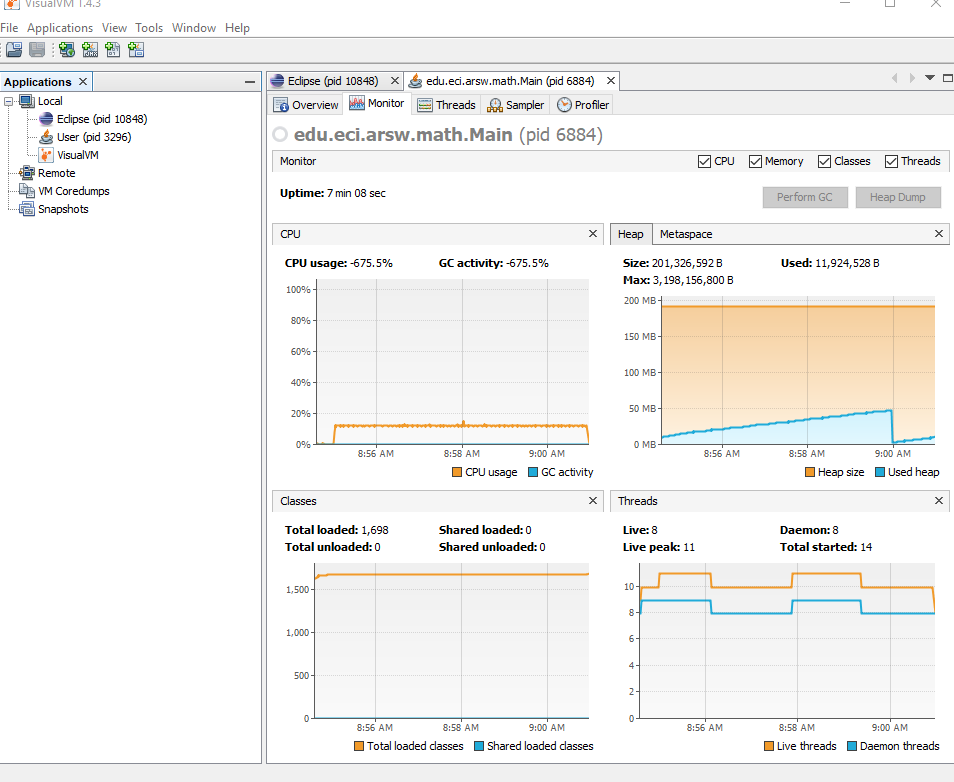 VisualVM 1.4.3
File Applications View Tools Window Help
Applications
Local
Eclipse (pid 10848)
User (pid 3296)
VisualVM
Remote
VM Coredumps
Snapshots
Eclipse (pid 10848) edu.eci.arsw.math.Main (pid 6884)
Overview Monitor Threads Sampler Profiler
edu.eci.arsw.math.Main (pid 6884)
Monitor CPU Memory Classes Threads
Uptime: 7 min 08 sec
Perform GC Heap Dump
CPU
CPU usage: -675.5% GC activity: -675.5%
100%
80%
60%
40%
20%
0%
8:56 AM 8:58 AM 9:00 AM
CPU usage GC activity
Heap Metaspace
Size: 201,326,592 B Used: 11,924,528 B
Max: 3,198,156,800 B
200 MB
150 MB
100 MB
50 MB
0 MB
8:56 AM 8:58 AM 9:00 AM
Heap size Used heap
Classes
Total loaded: 1,698 Shared loaded: 0
Total unloaded: 0 Shared unloaded: 0
1,500
1,000
500
0
8:56 AM 8:58 AM 9:00 AM
Total loaded classes Shared loaded classes
Threads
Live: 8 Daemon: 8
Live peak: 11 Total started: 14
10
8
6
4
2
0
8:56 AM 8:58 AM 9:00 AM
Live threads Daemon threads